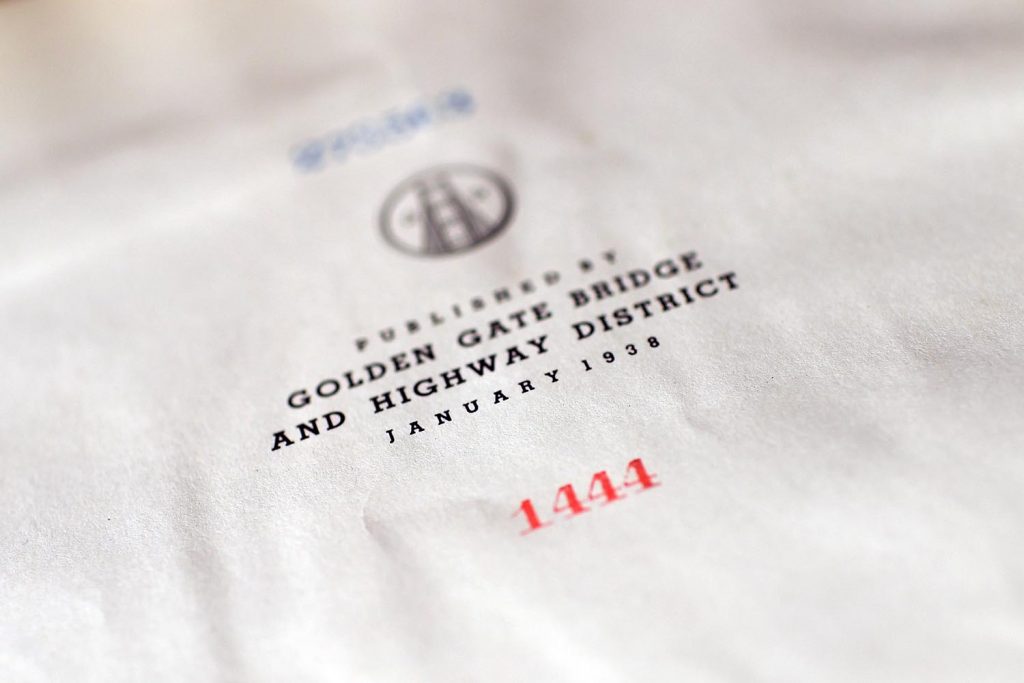 PUBLISHED BY
GOLDEN GATE BRIDGE
AND HIGHWAY DISTRICT
JANUARY 1938
1444